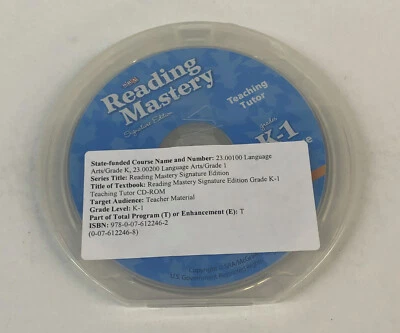 SRA
Reading
Mastery
Signature Edition
Teaching
Tutor
grades
K-1
State-funded Course Name and Number: 23.00100 Language
Arts/Grade K, 23.00200 Language Arts/Grade 1
Series Title: Reading Mastery Signature Edition
Title of Textbook: Reading Mastery Signature Edition Grade K-1
Teaching Tutor CD-ROM
Target Audience: Teacher Material
Grade Level: K-1
Part of Total Program (T) or Enhancement (E): T
ISBN: 978-0-07-612246-2
(0-07-612246-8)